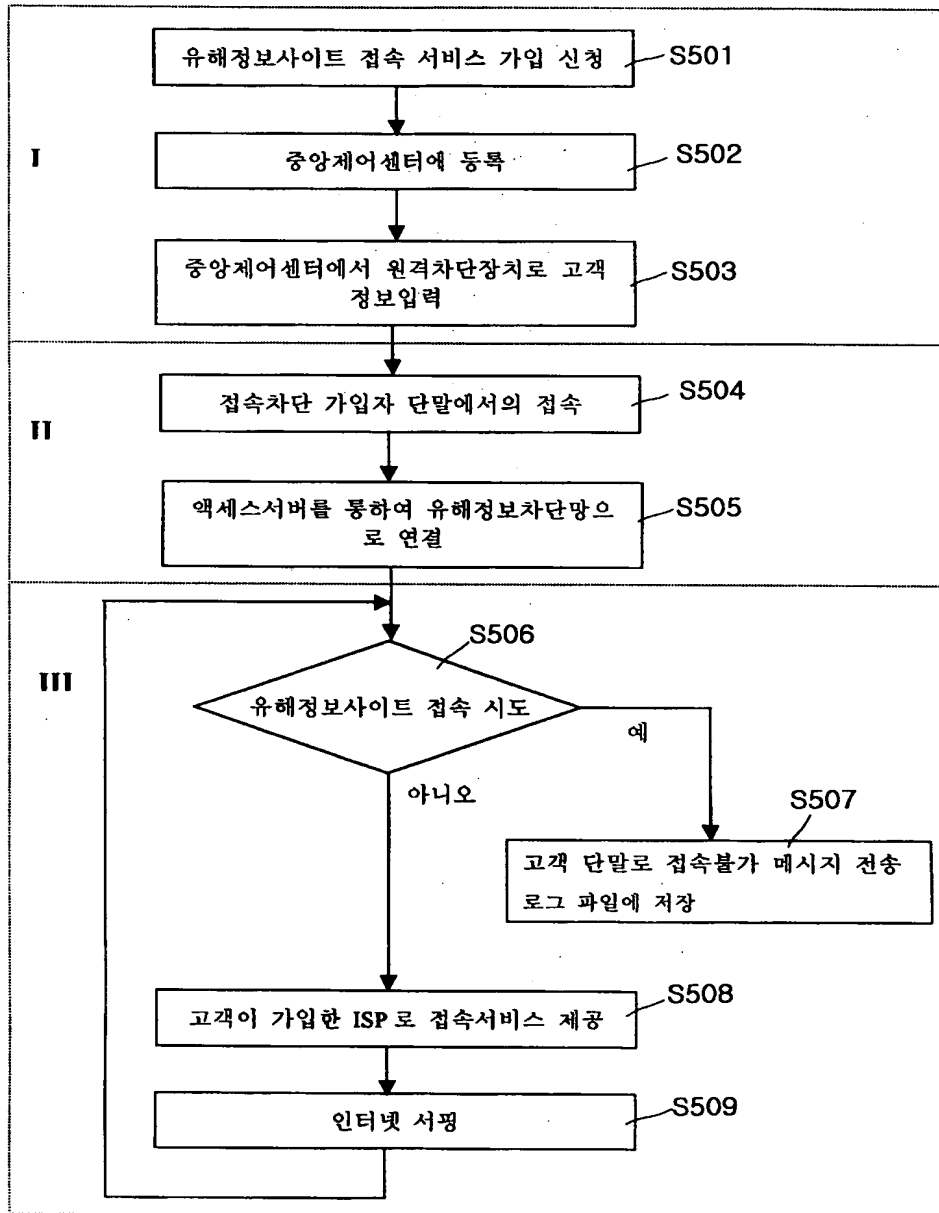 유해정보사이트 접속 서비스 가입 신청
S501
I
중앙제어센터에 등록
S502
중앙제어센터에서 원격차단장치로 고객
정보입력
S503
II
접속차단 가입자 단말에서의 접속
S504
액세스서버를 통하여 유해정보차단망으
로 연결
S505
III
S506
유해정보사이트 접속 시도
예
아니오
S507
고객 단말로 접속불가 메시지 전송
로그 파일에 저장
S508
고객이 가입한 ISP 로 접속서비스 제공
S509
인터넷 서핑